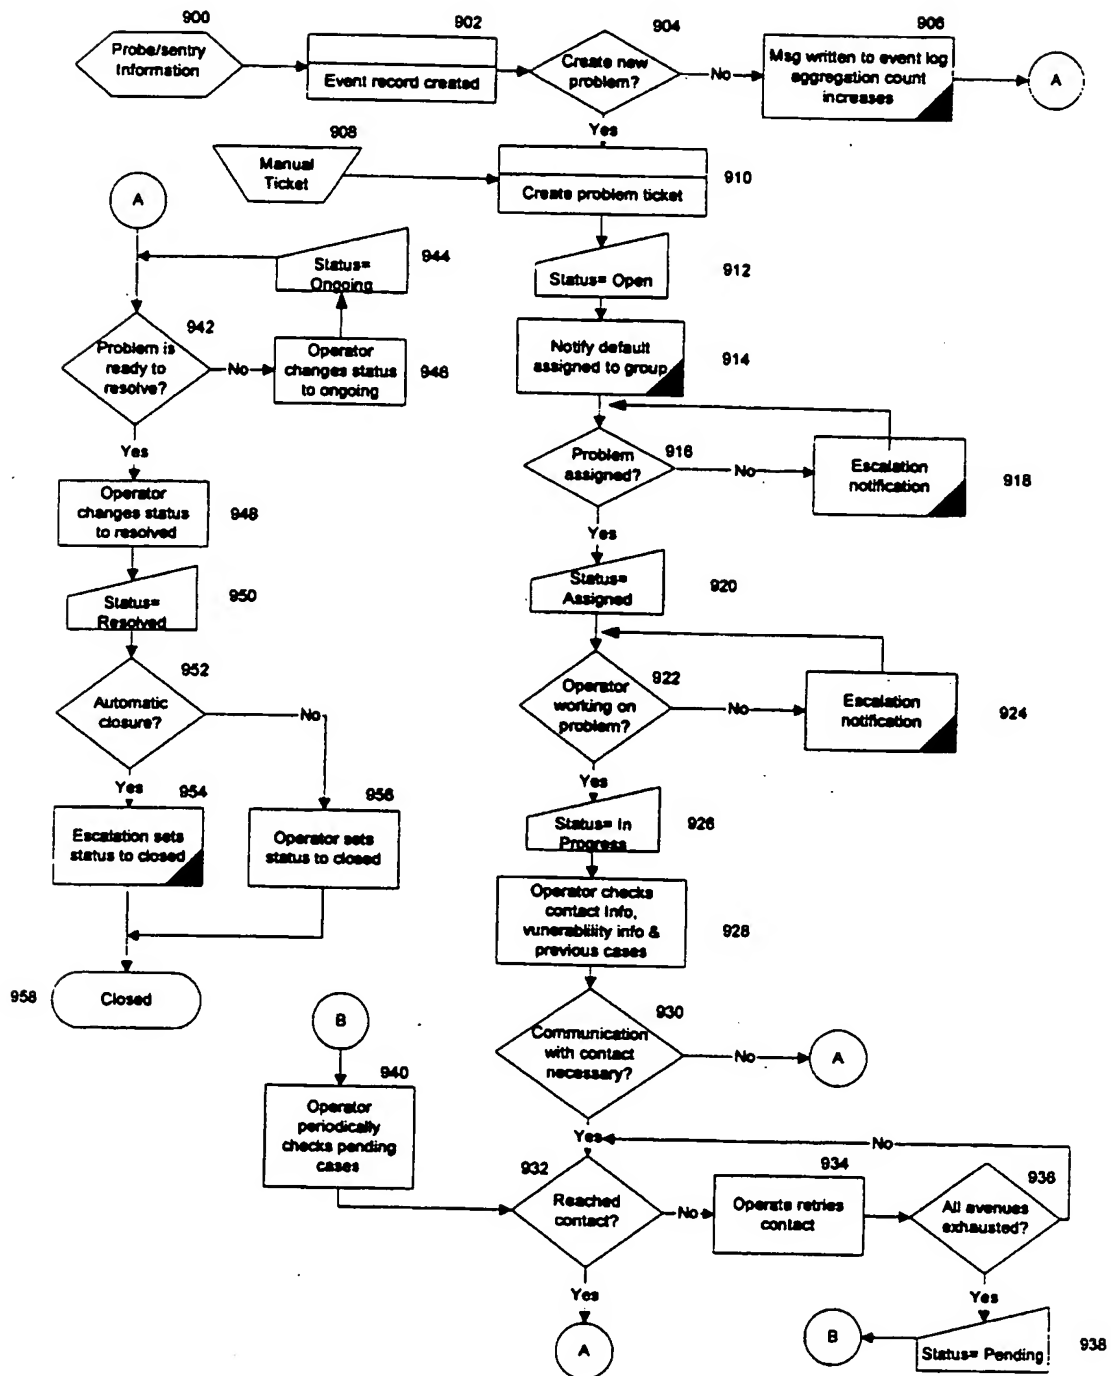 900
Probe/sentry
Information
902
Event record created
904
Create new
problem?
No
906
Msg written to event log
aggregation count
increases
A
Yes
908
Manual
Ticket
910
Create problem ticket
912
Status= Open
914
Notify default
assigned to group
916
Problem
assigned?
No
Escalation
notification
918
Yes
Status=
Assigned
920
922
Operator
working on
problem?
No
Escalation
notification
924
Yes
Status= In
Progress
926
Operator checks
contact Info,
vunerablility info &
previous cases
928
930
Communication
with contact
necessary?
No
A
Yes
No
932
Reached
contact?
No
934
Operate retries
contact
936
All avenues
exhausted?
Yes
A
Yes
B
Status= Pending
938
B
940
Operator
periodically
checks pending
cases
A
Status=
Ongoing
944
942
Problem is
ready to
resolve?
No
Operator
changes status
to ongoing
946
Yes
Operator
changes status
to resolved
948
Status=
Resolved
950
952
Automatic
closure?
No
Yes
954
Escalation sets
status to closed
956
Operator sets
status to closed
958
Closed